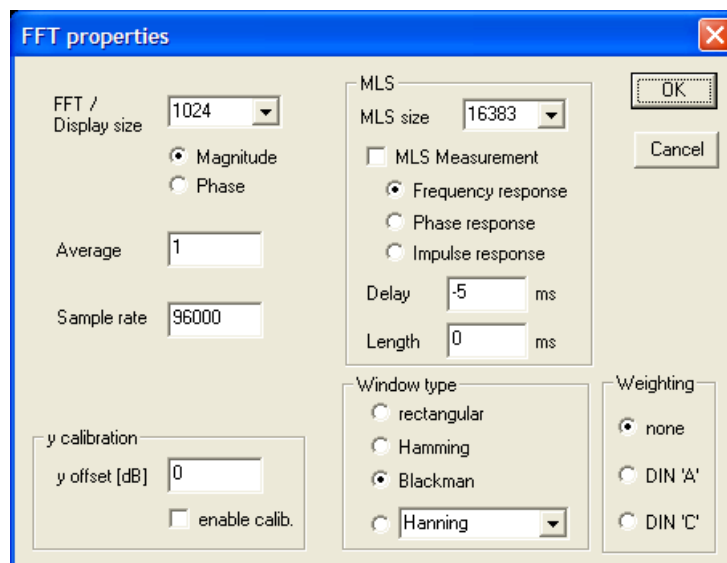 FFT properties
FFT /
Display size
1024
Magnitude
Phase
Average
1
Sample rate
96000
y calibration
y offset [dB]
0
enable calib.
MLS
MLS size
16383
MLS Measurement
Frequency response
Phase response
Impulse response
Delay
-5
ms
Length
0
ms
Window type
rectangular
Hamming
Blackman
Hanning
Weighting
none
DIN 'A'
DIN 'C'
OK
Cancel